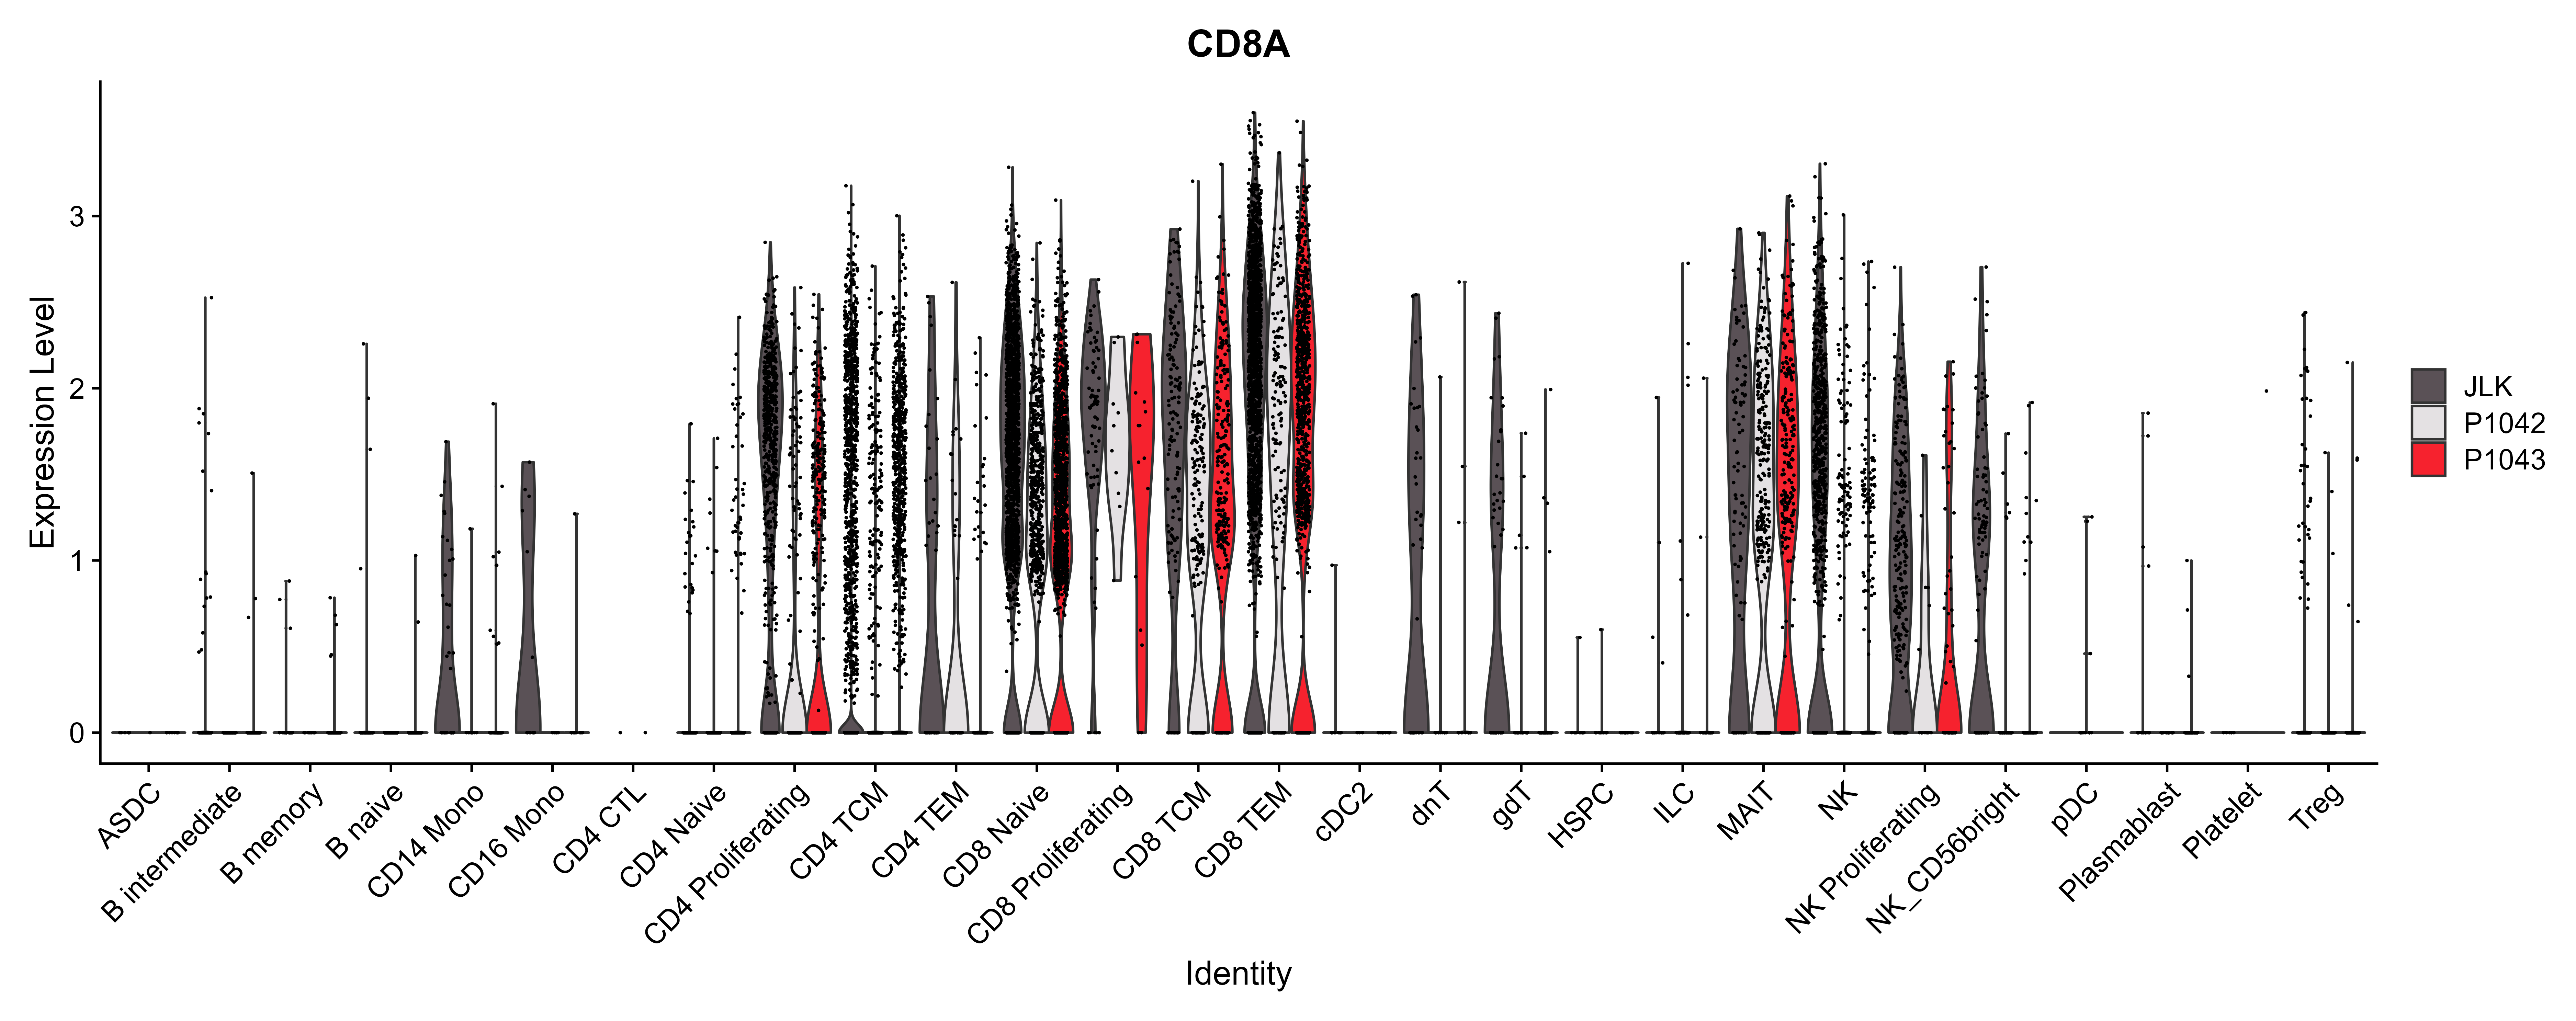 CD8A
Expression Level
3
2
1
0
ASDC
B intermediate
B memory
B naive
CD14 Mono
CD16 Mono
CD4 CTL
CD4 Naive
CD4 Proliferating
CD4 TCM
CD4 TEM
CD8 Naive
CD8 Proliferating
CD8 TCM
CD8 TEM
cDC2
dnT
gdT
HSPC
ILC
MAIT
NK
NK Proliferating
NK_CD56bright
pDC
Plasmablast
Platelet
Treg
Identity
JLK
P1042
P1043